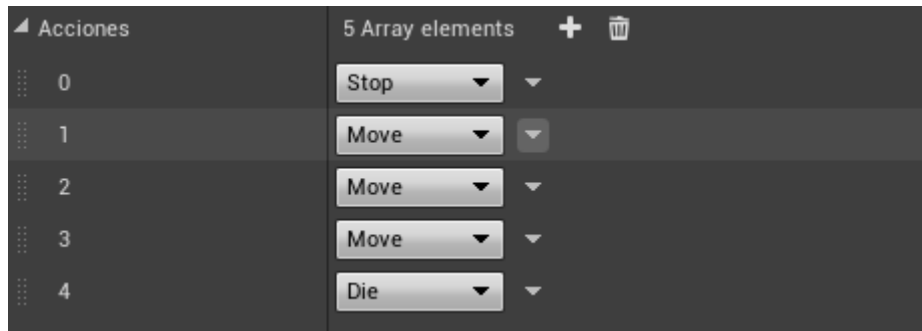 Acciones 5 Array elements
0 Stop
1 Move
2 Move
3 Move
4 Die